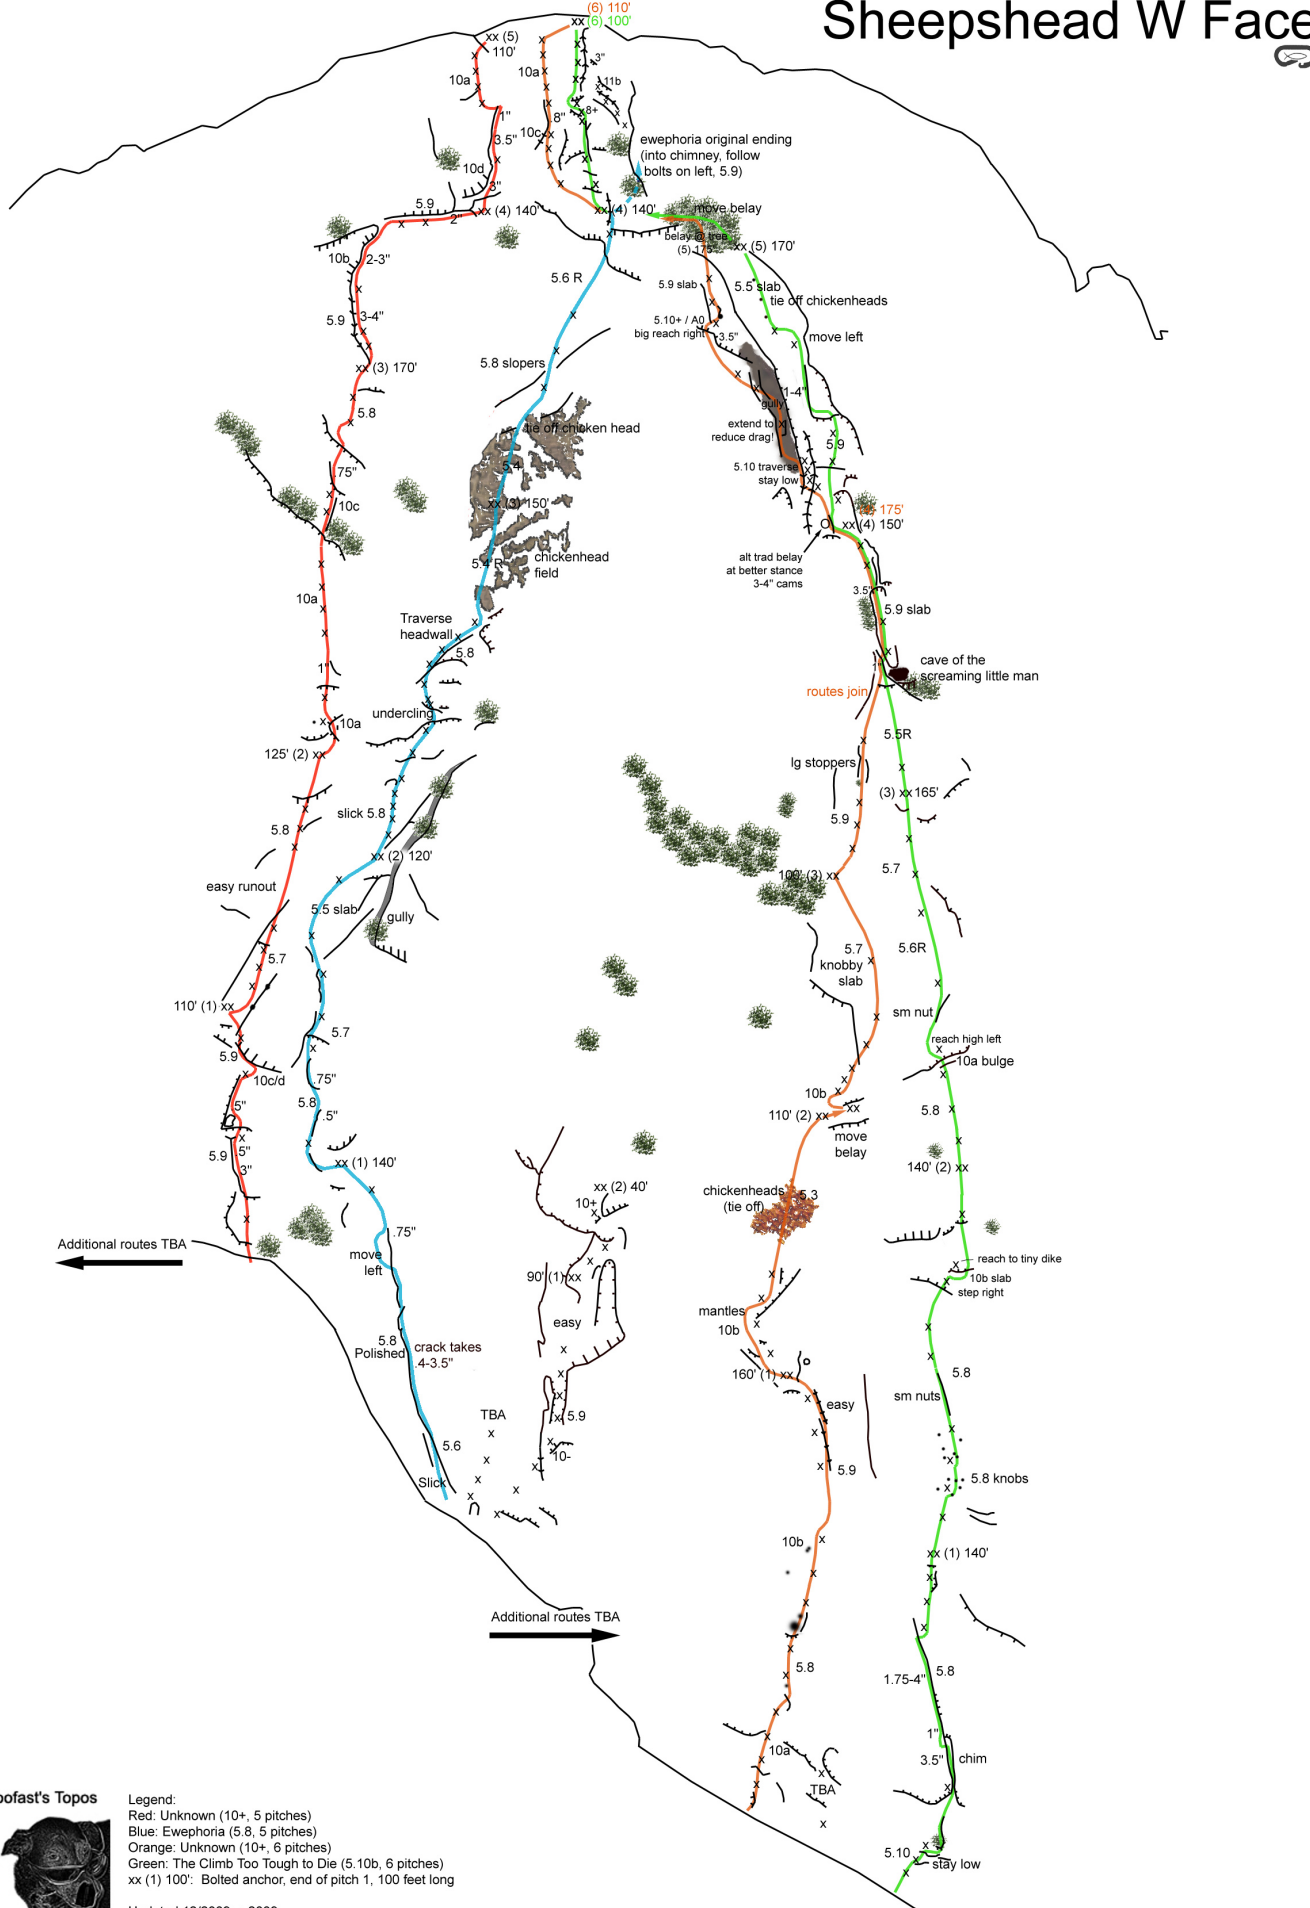 Sheepshead W Face
(6) 110'
xx (6) 100'
xx (5)
110'
10a
10a
3"
11b
1"
.8"
8+
3.5"
10c
10d
3"
ewephoria original ending
(into chimney, follow
bolts on left, 5.9)
5.9
2"
xx (4) 140'
xx (4) 140'
move belay
belay @ tree
(5) 175'
xx (5) 170'
10b
2-3"
5.6 R
5.9 slab
5.5 slab
tie off chickenheads
5.9
3-4"
5.10+ / A0
big reach right
3.5"
move left
5.8 slopers
xx (3) 170'
1-4"
gully
5.8
tie off chicken head
extend to
reduce drag!
5.9
.75"
5.4
5.10 traverse
stay low
10c
xx (3) 150'
175'
xx (4) 150'
5.4 R
chickenhead
field
alt trad belay
at better stance
3-4" cams
10a
3.5"
5.9 slab
Traverse
headwall
5.8
1"
1"
cave of the
screaming little man
routes join
undercling
10a
5.5R
125' (2) xx
lg stoppers
(3) xx 165'
slick 5.8
5.9
5.8
xx (2) 120'
100' (3) xx
5.7
easy runout
5.5 slab
gully
5.7
5.7
knobby
slab
5.6R
110' (1) xx
sm nut
5.7
reach high left
5.9
10a bulge
10c/d
.75"
10b
5"
5.8
.5"
110' (2) xx
xx
5.8
5.9
5"
3"
move
belay
xx (1) 140'
140' (2) xx
xx (2) 40'
chickenheads
(tie off)
5.3
10+
.75"
Additional routes TBA
move
left
reach to tiny dike
90' (1) xx
10b slab
step right
mantles
10b
easy
5.8
Polished
crack takes
.4-3.5"
160' (1) xx
5.8
sm nuts
easy
TBA
5.9
5.6
10-
5.9
5.8 knobs
Slick
10b
xx (1) 140'
Additional routes TBA
5.8
5.8
1.75-4"
1"
10a
3.5"
chim
TBA
ofast's Topos
Legend:
Red: Unknown (10+, 5 pitches)
Blue: Ewephoria (5.8, 5 pitches)
Orange: Unknown (10+, 6 pitches)
Green: The Climb Too Tough to Die (5.10b, 6 pitches)
xx (1) 100': Bolted anchor, end of pitch 1, 100 feet long
5.10
stay low